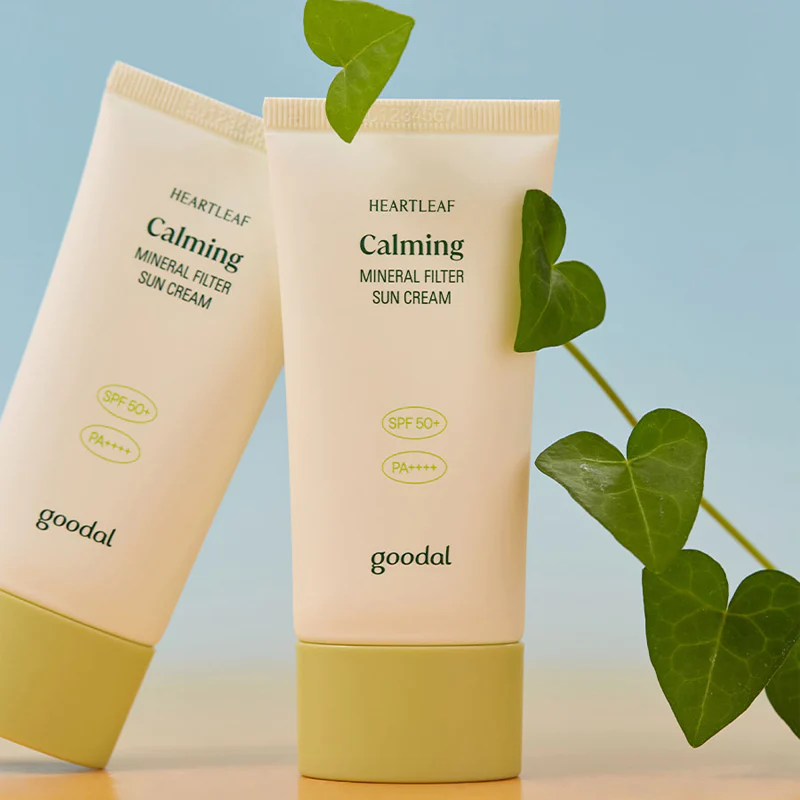 HEARTLEAF
Calming
MINERAL FILTER
SUN CREAM
SPF 50+
PA++++
goodal
HEARTLEAF
Calming
MINERAL FILTER
SUN CREAM
SPF 50+
PA++++
goodal